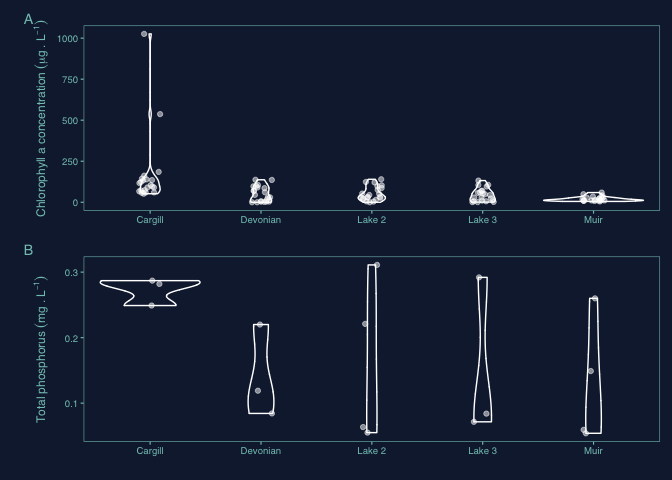 A
Chlorophyll a concentration (μg . L⁻¹)
1000
750
500
250
0
Cargill Devonian Lake 2 Lake 3 Muir
B
Total phosphorus (mg . L⁻¹)
0.3
0.2
0.1
Cargill Devonian Lake 2 Lake 3 Muir